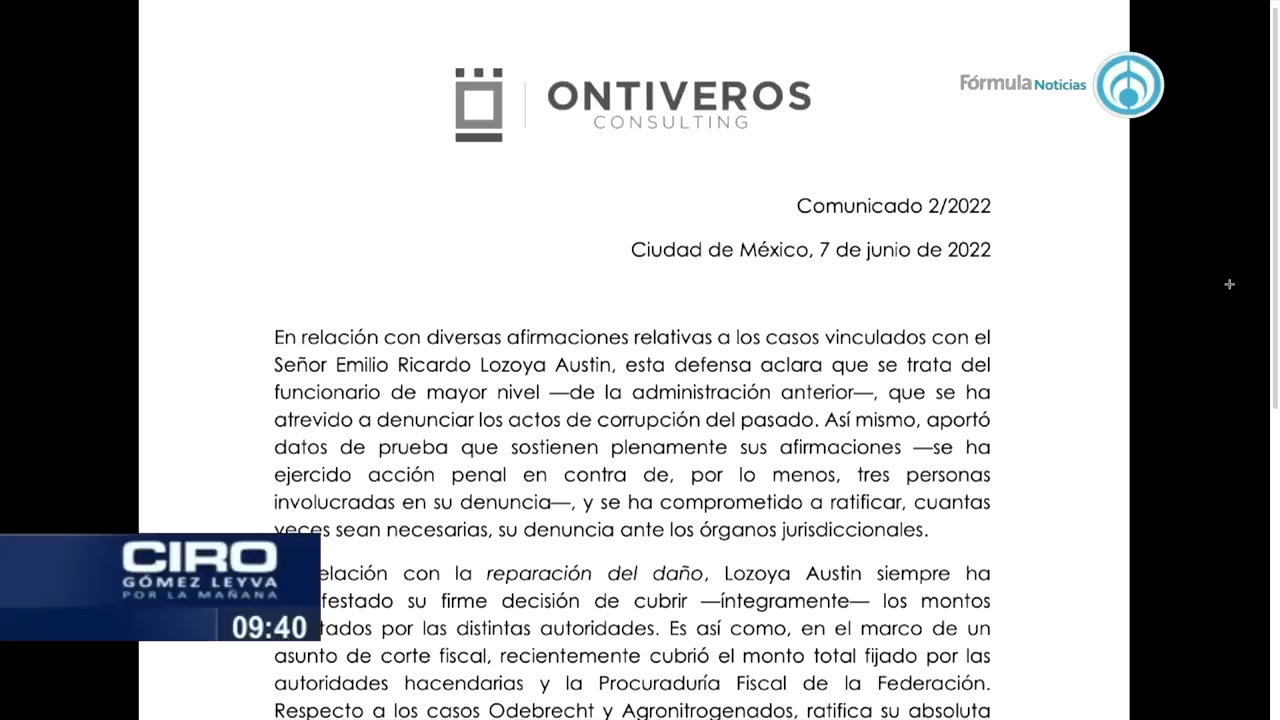 ONTIVEROS
CONSULTING
Fórmula Noticias
Comunicado 2/2022
Ciudad de México, 7 de junio de 2022
En relación con diversas afirmaciones relativas a los casos vinculados con el
Señor Emilio Ricardo Lozoya Austin, esta defensa aclara que se trata del
funcionario de mayor nivel —de la administración anterior—, que se ha
atrevido a denunciar los actos de corrupción del pasado. Así mismo, aportó
datos de prueba que sostienen plenamente sus afirmaciones —se ha
ejercido acción penal en contra de, por lo menos, tres personas
involucradas en su denuncia—, y se ha comprometido a ratificar, cuantas
veces sean necesarias, su denuncia ante los órganos jurisdiccionales.
elación con la reparación del daño, Lozoya Austin siempre ha
festado su firme decisión de cubrir —íntegramente— los montos
tados por las distintas autoridades. Es así como, en el marco de un
asunto de corte fiscal, recientemente cubrió el monto total fijado por las
autoridades hacendarias y la Procuraduría Fiscal de la Federación.
Respecto a los casos Odebrecht y Agronitrogenados, ratifica su absoluta
CIRO
GÓMEZ LEYVA
POR LA MAÑANA
09:40